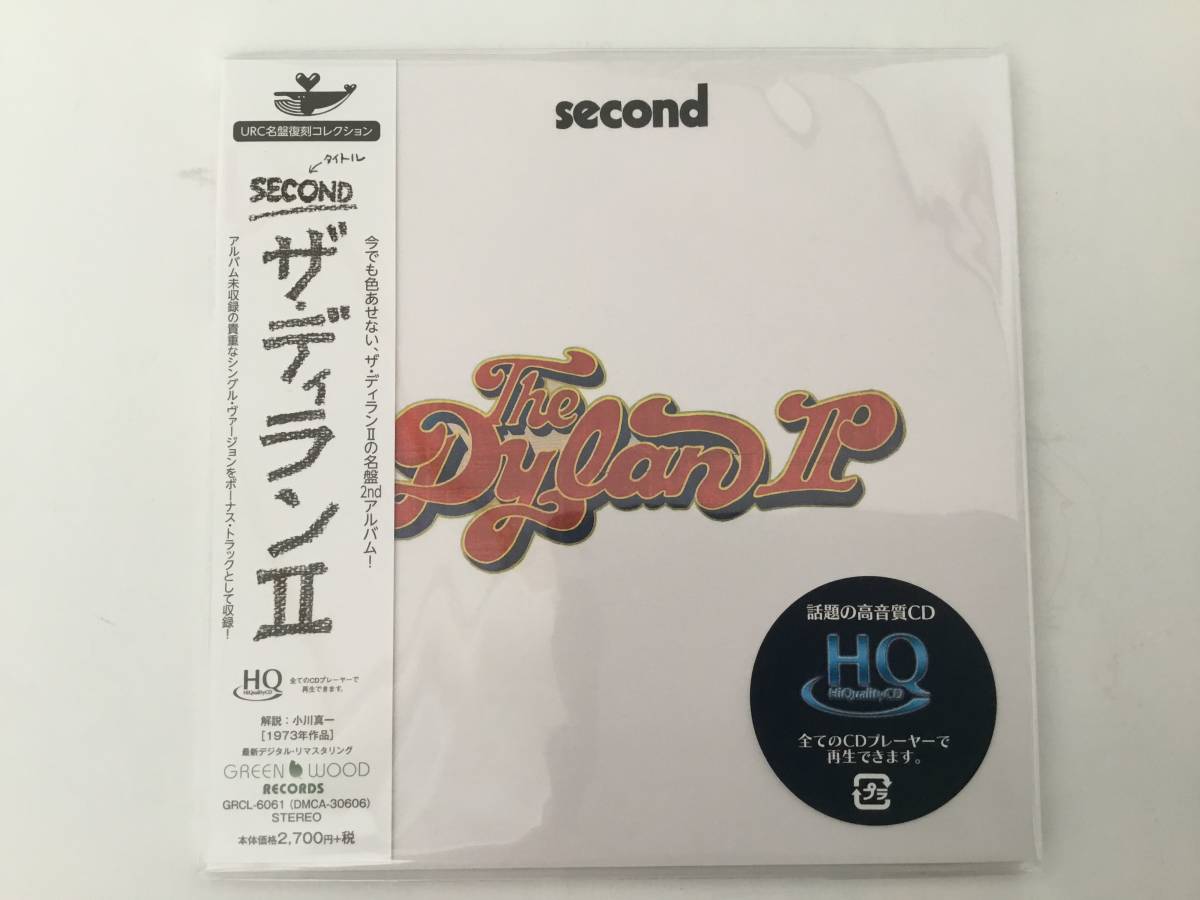 URC名盤復刻コレクション
タイトル
SECOND
今でも色あせない、ザ・ディランⅡの名盤2ndアルバム！
ザ・ディランⅡ
アルバム未収録の貴重なシングル・ヴァージョンをボーナス・トラックとして収録！
HQ
HiQualityCD
全てのCDプレーヤーで
再生できます。
解説：小川真一
[1973年作品]
最新デジタル・リマスタリング
GREEN WOOD
RECORDS
GRCL-6061 (DMCA-30606)
STEREO
本体価格2,700円+税
second
The
Dylan II
話題の高音質CD
HQ
HiQualityCD
全てのCDプレーヤーで
再生できます。
プラ